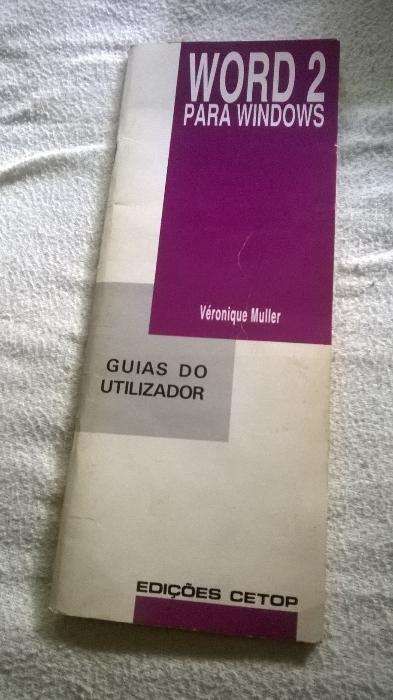 WORD 2
PARA WINDOWS
Véronique Muller
GUIAS DO
UTILIZADOR
EDIÇÕES CETOP